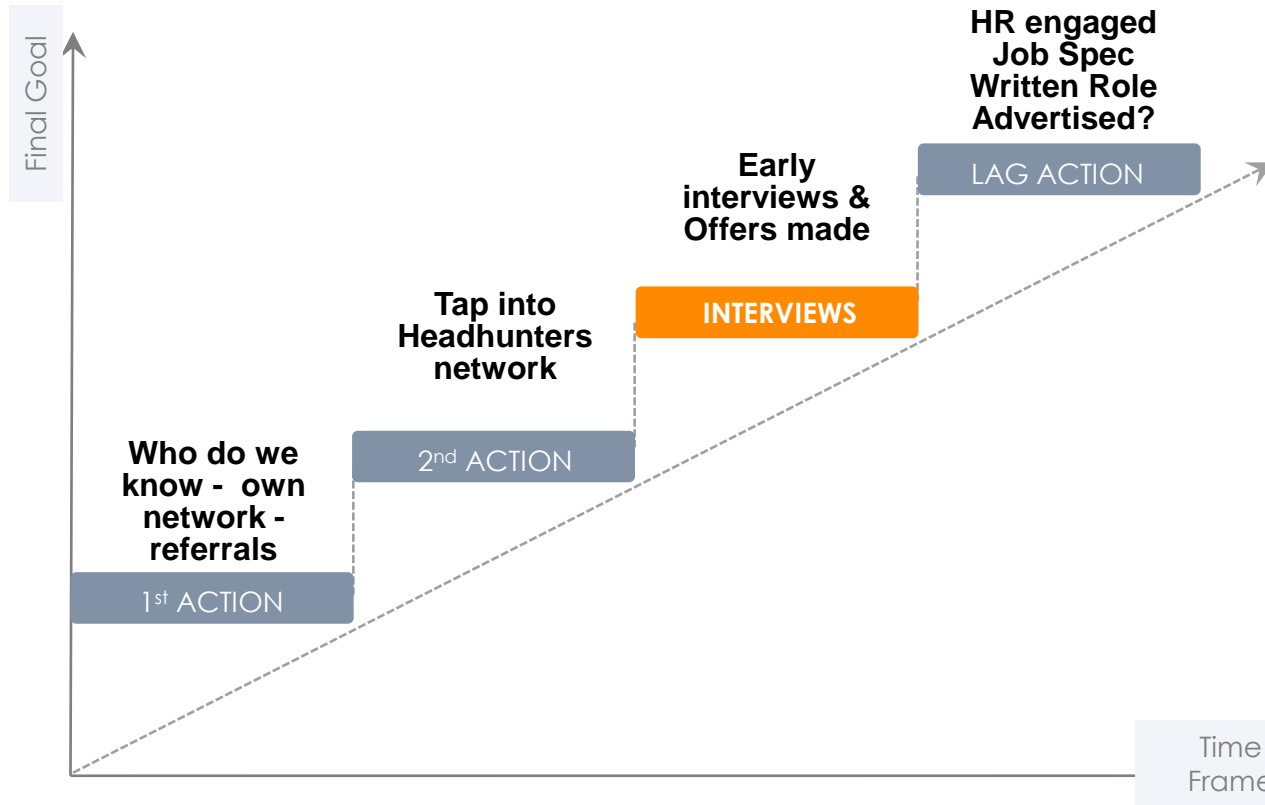 Final Goal
HR engaged
Job Spec
Written Role
Advertised?
LAG ACTION
Early
interviews &
Offers made
INTERVIEWS
Tap into
Headhunters
network
2nd ACTION
Who do we
know -  own
network -
referrals
1st ACTION
Time
Frame